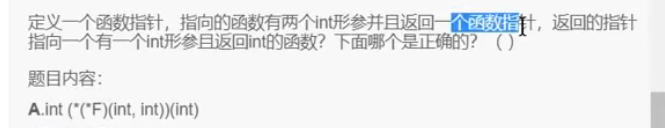 定义一个函数指针，指向的函数有两个int形参并且返回一个函数指针，返回的指针
指向一个有一个int形参且返回int的函数？下面哪个是正确的？（ ）
题目内容：
A.int (*(*F)(int, int))(int)